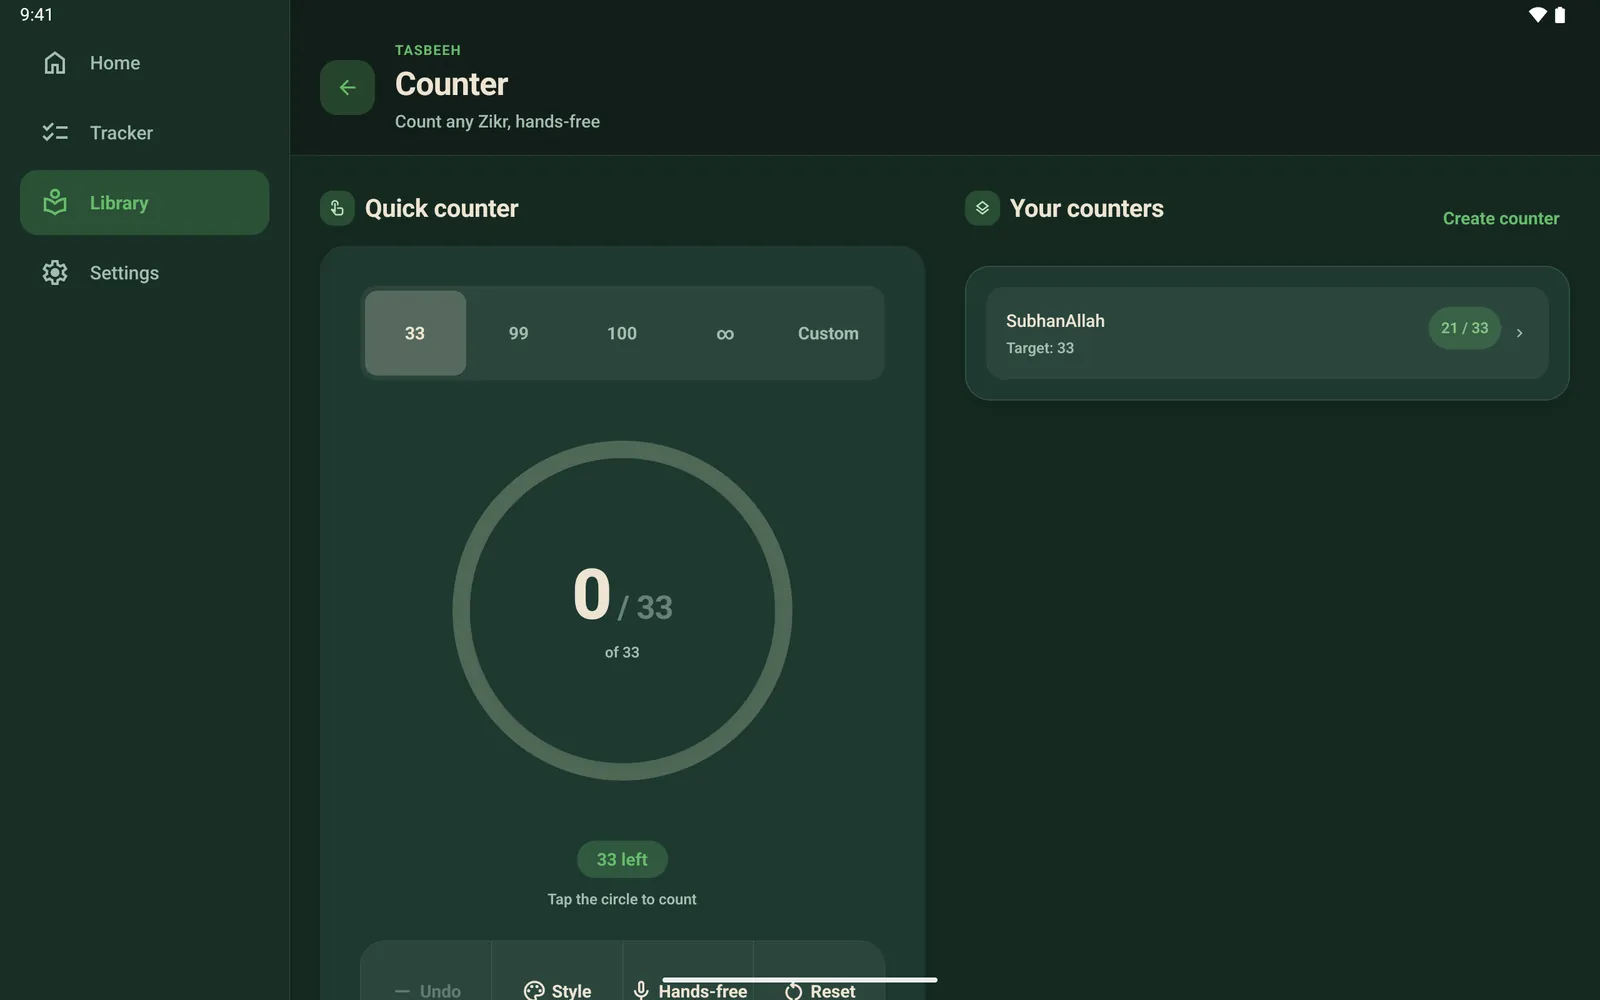 9:41
Home
Tracker
Library
Settings
TASBEEH
Counter
Count any Zikr, hands-free
Quick counter
33 99 100 ∞ Custom
0 / 33
of 33
33 left
Tap the circle to count
Undo Style Hands-free Reset
Your counters
Create counter
SubhanAllah
Target: 33
21 / 33